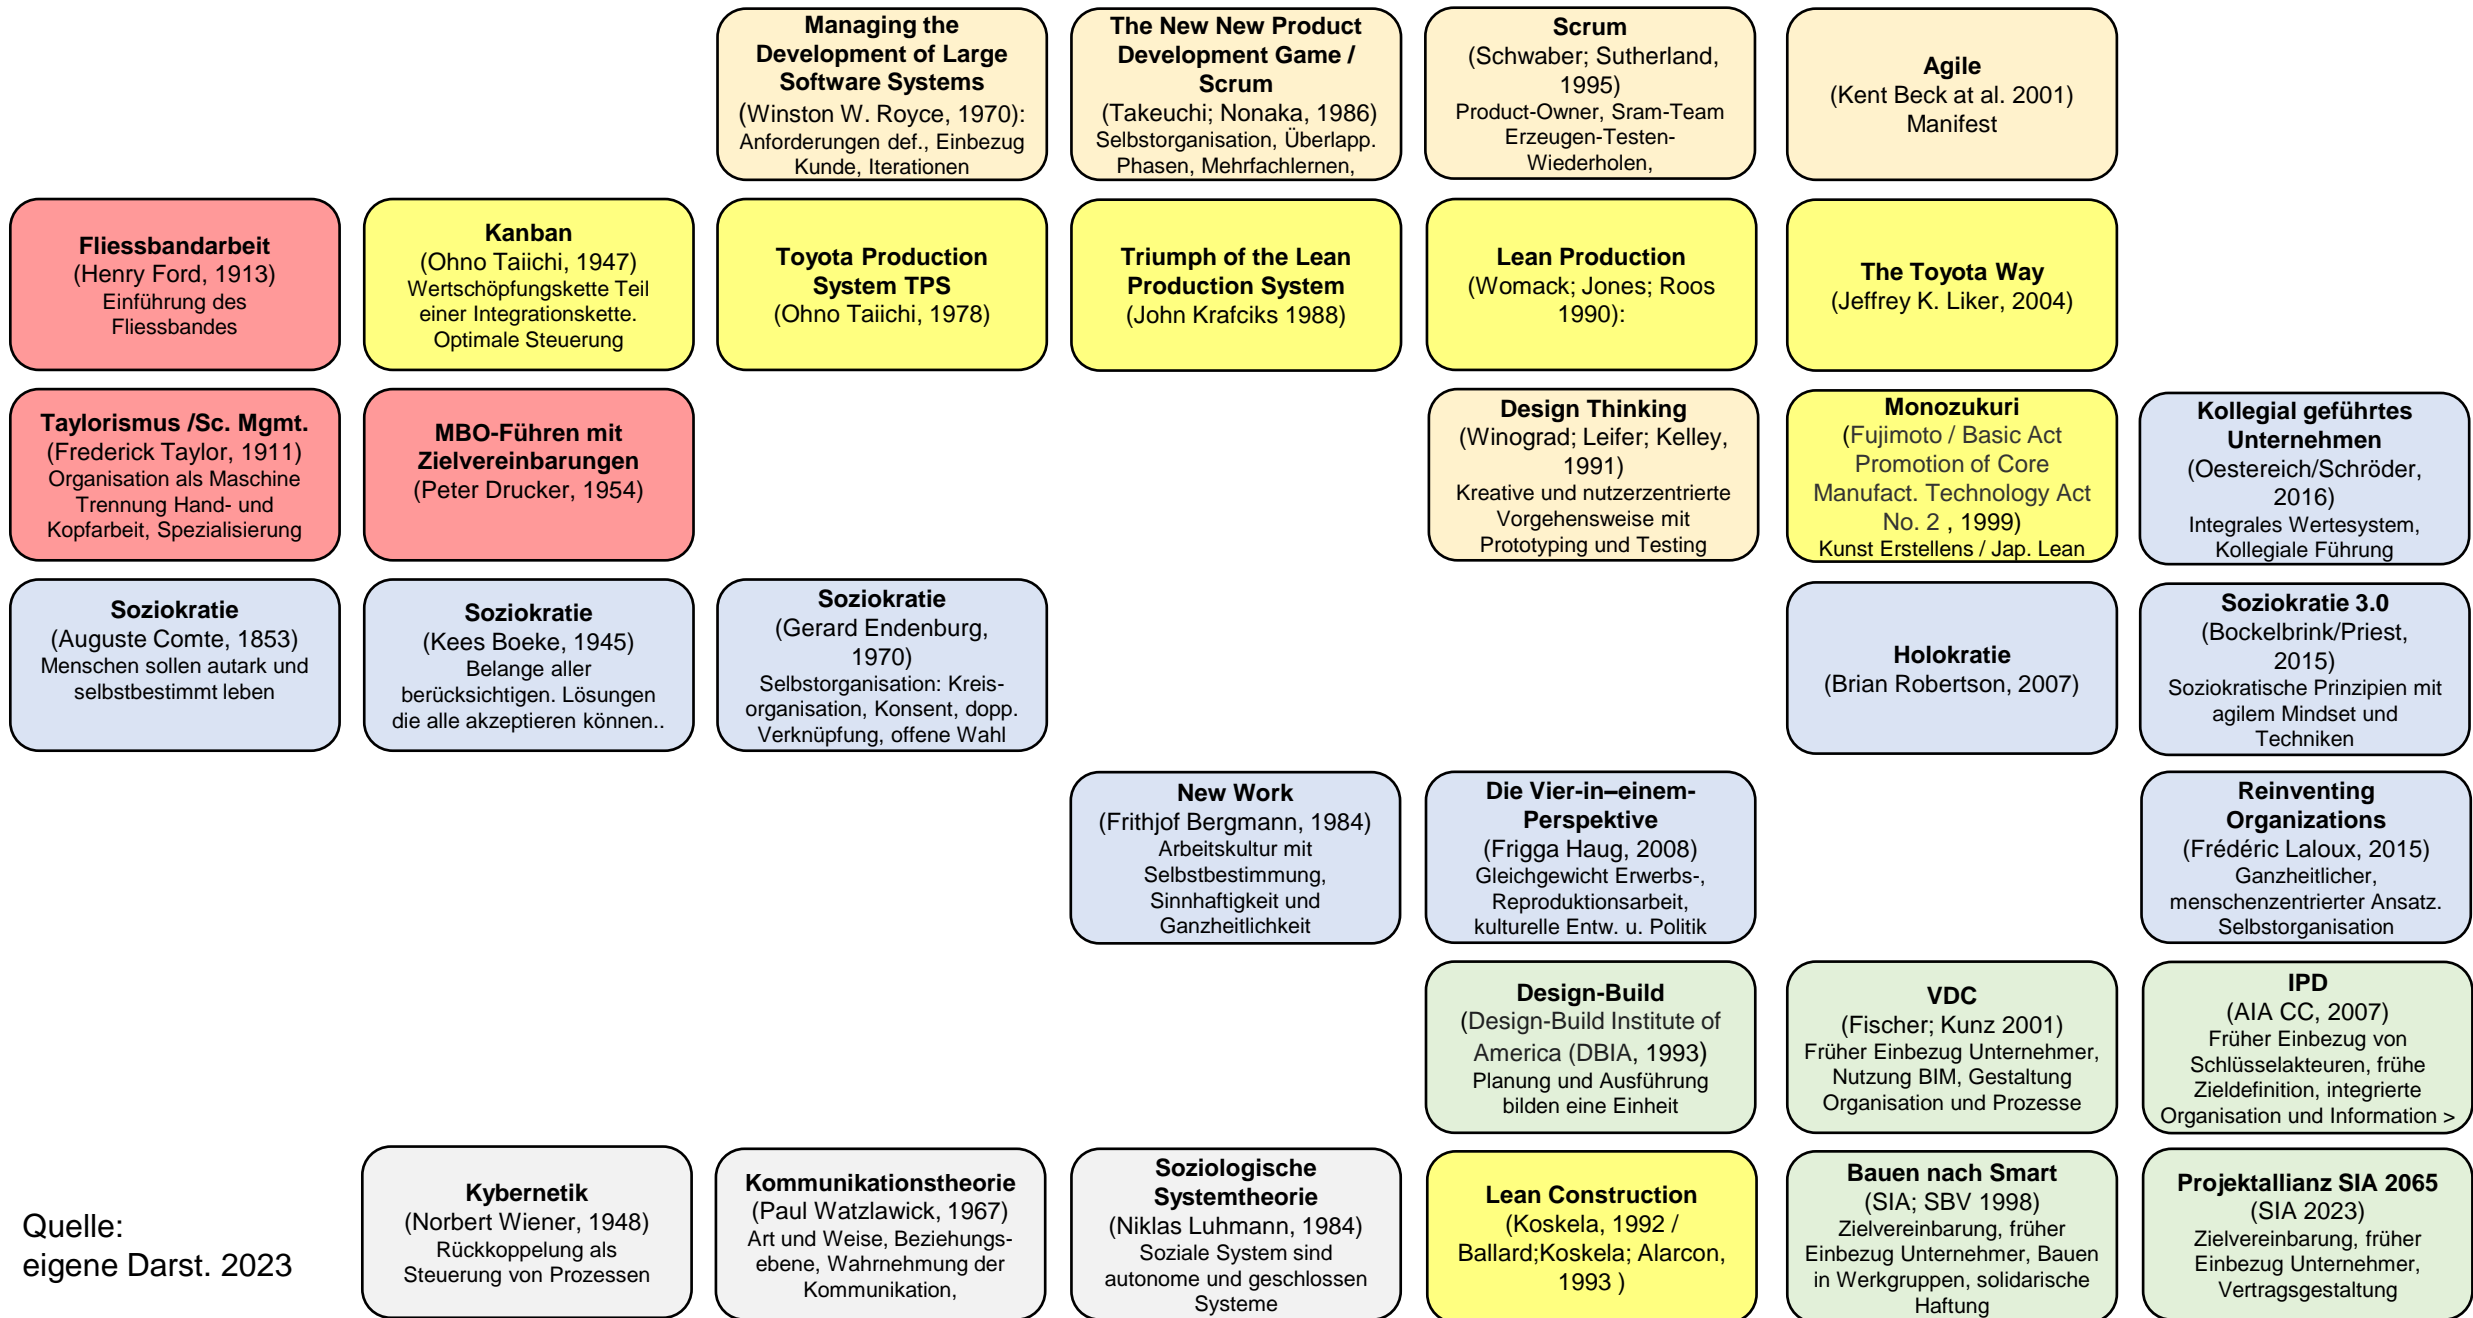 Managing the
Development of Large
Software Systems
(Winston W. Royce, 1970):
Anforderungen def., Einbezug
Kunde, Iterationen
The New New Product
Development Game /
Scrum
(Takeuchi; Nonaka, 1986)
Selbstorganisation, Überlapp.
Phasen, Mehrfachlernen,
Scrum
(Schwaber; Sutherland,
1995)
Product-Owner, Sram-Team
Erzeugen-Testen-
Wiederholen,
Agile
(Kent Beck at al. 2001)
Manifest
Fliessbandarbeit
(Henry Ford, 1913)
Einführung des
Fliessbandes
Kanban
(Ohno Taiichi, 1947)
Wertschöpfungskette Teil
einer Integrationskette.
Optimale Steuerung
Toyota Production
System TPS
(Ohno Taiichi, 1978)
Triumph of the Lean
Production System
(John Krafciks 1988)
Lean Production
(Womack; Jones; Roos
1990):
The Toyota Way
(Jeffrey K. Liker, 2004)
Taylorismus /Sc. Mgmt.
(Frederick Taylor, 1911)
Organisation als Maschine
Trennung Hand- und
Kopfarbeit, Spezialisierung
MBO-Führen mit
Zielvereinbarungen
(Peter Drucker, 1954)
Design Thinking
(Winograd; Leifer; Kelley,
1991)
Kreative und nutzerzentrierte
Vorgehensweise mit
Prototyping und Testing
Monozukuri
(Fujimoto / Basic Act
Promotion of Core
Manufact. Technology Act
No. 2 , 1999)
Kunst Erstellens / Jap. Lean
Kollegial geführtes
Unternehmen
(Oestereich/Schröder,
2016)
Integrales Wertesystem,
Kollegiale Führung
Soziokratie
(Auguste Comte, 1853)
Menschen sollen autark und
selbstbestimmt leben
Soziokratie
(Kees Boeke, 1945)
Belange aller
berücksichtigen. Lösungen
die alle akzeptieren können..
Soziokratie
(Gerard Endenburg,
1970)
Selbstorganisation: Kreis-
organisation, Konsent, dopp.
Verknüpfung, offene Wahl
Holokratie
(Brian Robertson, 2007)
Soziokratie 3.0
(Bockelbrink/Priest,
2015)
Soziokratische Prinzipien mit
agilem Mindset und
Techniken
New Work
(Frithjof Bergmann, 1984)
Arbeitskultur mit
Selbstbestimmung,
Sinnhaftigkeit und
Ganzheitlichkeit
Die Vier-in–einem-
Perspektive
(Frigga Haug, 2008)
Gleichgewicht Erwerbs-,
Reproduktionsarbeit,
kulturelle Entw. u. Politik
Reinventing
Organizations
(Frédéric Laloux, 2015)
Ganzheitlicher,
menschenzentrierter Ansatz.
Selbstorganisation
Design-Build
(Design-Build Institute of
America (DBIA, 1993)
Planung und Ausführung
bilden eine Einheit
VDC
(Fischer; Kunz 2001)
Früher Einbezug Unternehmer,
Nutzung BIM, Gestaltung
Organisation und Prozesse
IPD
(AIA CC, 2007)
Früher Einbezug von
Schlüsselakteuren, frühe
Zieldefinition, integrierte
Organisation und Information >
Quelle:
eigene Darst. 2023
Kybernetik
(Norbert Wiener, 1948)
Rückkoppelung als
Steuerung von Prozessen
Kommunikationstheorie
(Paul Watzlawick, 1967)
Art und Weise, Beziehungs-
ebene, Wahrnehmung der
Kommunikation,
Soziologische
Systemtheorie
(Niklas Luhmann, 1984)
Soziale System sind
autonome und geschlossen
Systeme
Lean Construction
(Koskela, 1992 /
Ballard;Koskela; Alarcon,
1993 )
Bauen nach Smart
(SIA; SBV 1998)
Zielvereinbarung, früher
Einbezug Unternehmer, Bauen
in Werkgruppen, solidarische
Haftung
Projektallianz SIA 2065
(SIA 2023)
Zielvereinbarung, früher
Einbezug Unternehmer,
Vertragsgestaltung